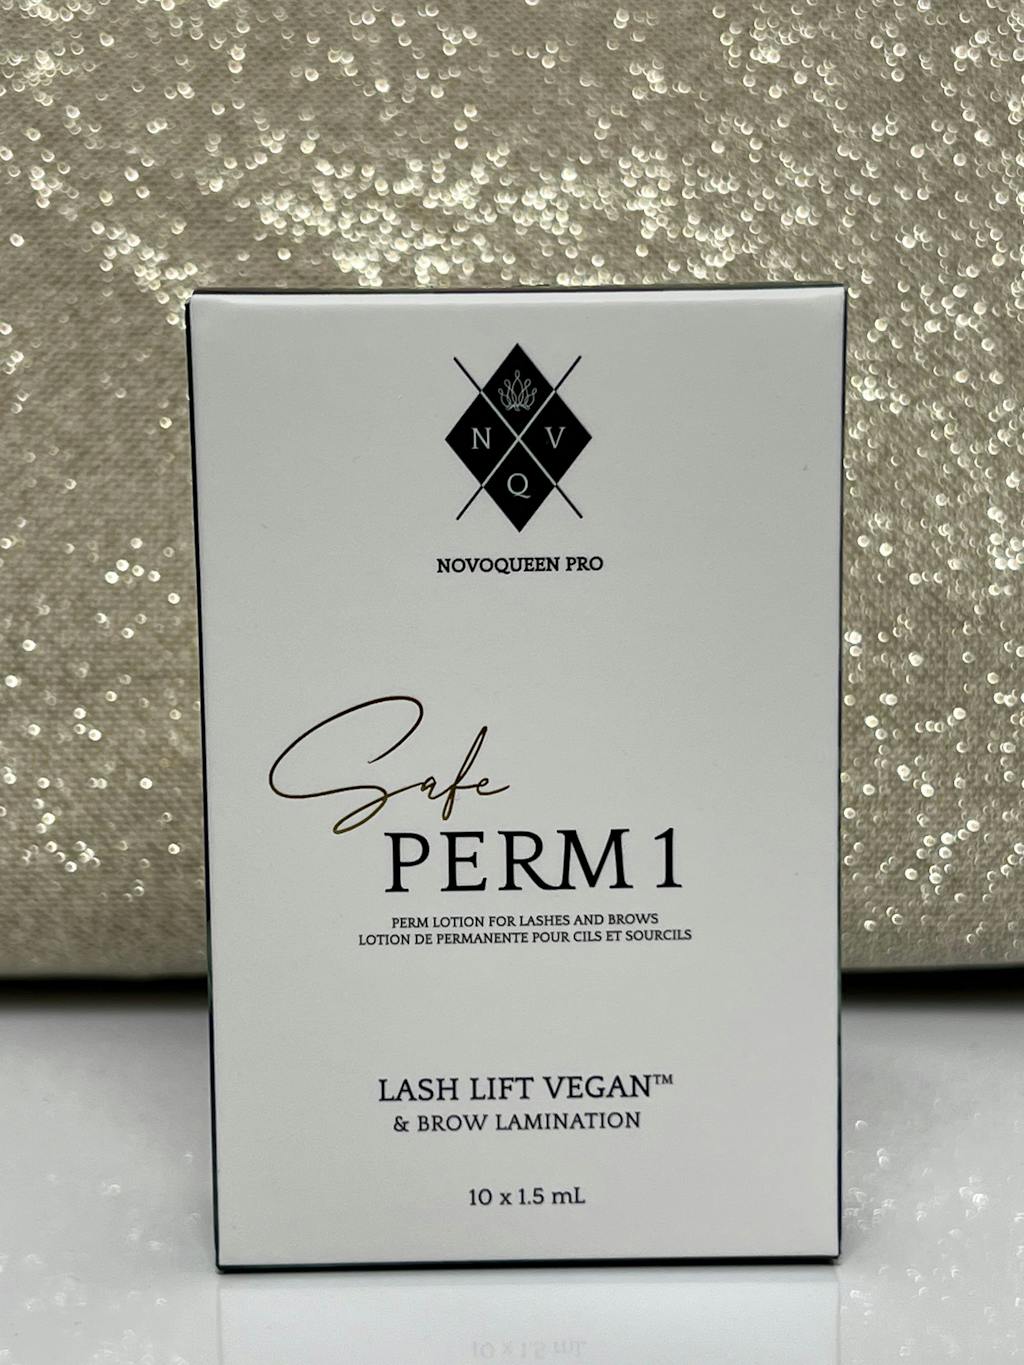 N V
Q
NOVOQUEEN PRO
Safe
PERM 1
PERM LOTION FOR LASHES AND BROWS
LOTION DE PERMANENTE POUR CILS ET SOURCILS
LASH LIFT VEGAN™
& BROW LAMINATION
10 x 1.5 mL